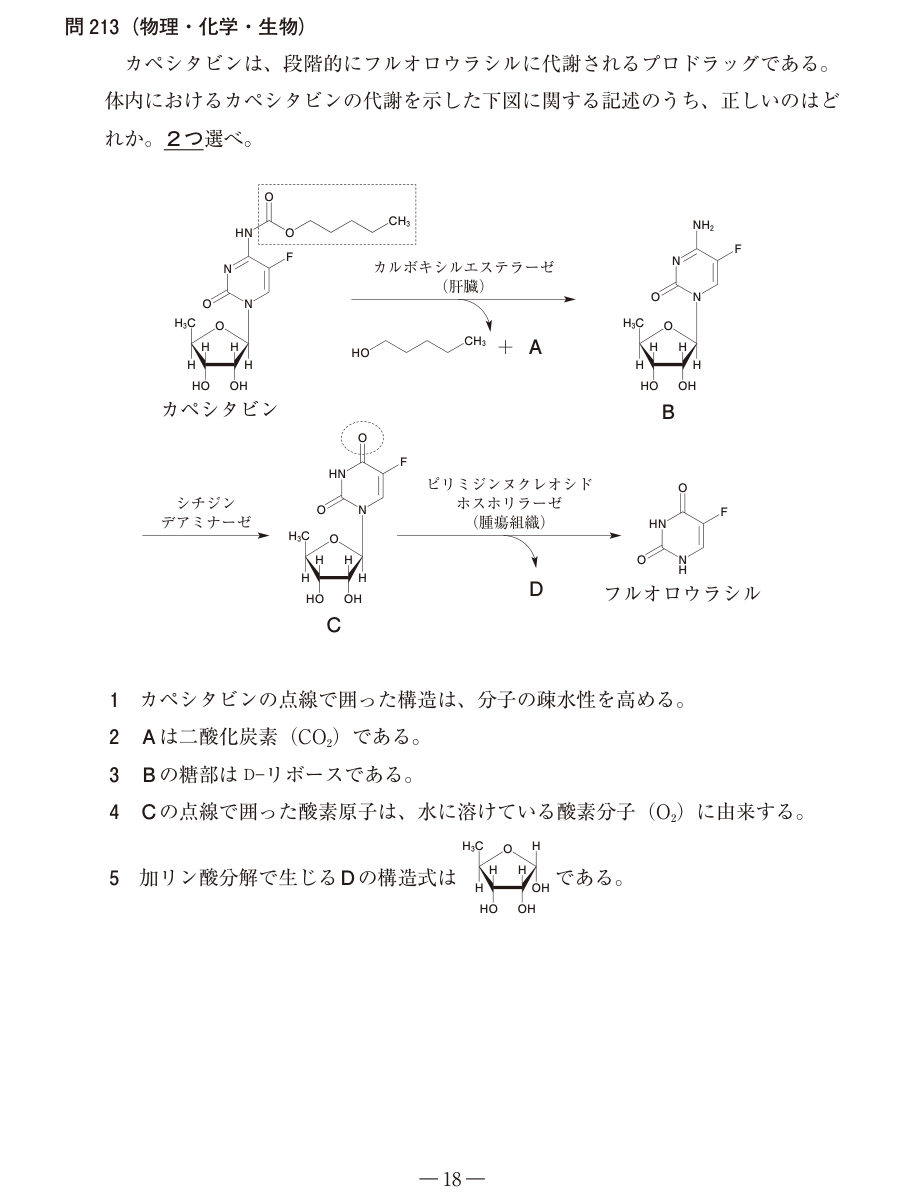 問 213（物理・化学・生物）
カペシタビンは、段階的にフルオロウラシルに代謝されるプロドラッグである。
体内におけるカペシタビンの代謝を示した下図に関する記述のうち、正しいのはど
れか。２つ選べ。
O
CH₃
HN
O
N
F
O
N
H₃C
O
H
H
H
H
HO
OH
カペシタビン
カルボキシルエステラーゼ
（肝臓）
HO
CH₃
＋ A
NH₂
N
F
O
N
H₃C
O
H
H
H
H
HO
OH
B
シチジン
デアミナーゼ
O
HN
F
O
N
H₃C
O
H
H
H
H
HO
OH
C
ピリミジンヌクレオシド
ホスホリラーゼ
（腫瘍組織）
D
O
HN
F
O
N
H
フルオロウラシル
1 カペシタビンの点線で囲った構造は、分子の疎水性を高める。
2 Aは二酸化炭素（CO₂）である。
3 Bの糖部は D-リボースである。
4 Cの点線で囲った酸素原子は、水に溶けている酸素分子（O₂）に由来する。
H₃C
O
H
5 加リン酸分解で生じるDの構造式は
H
H
H
OH
である。
HO
OH
― 18 ―